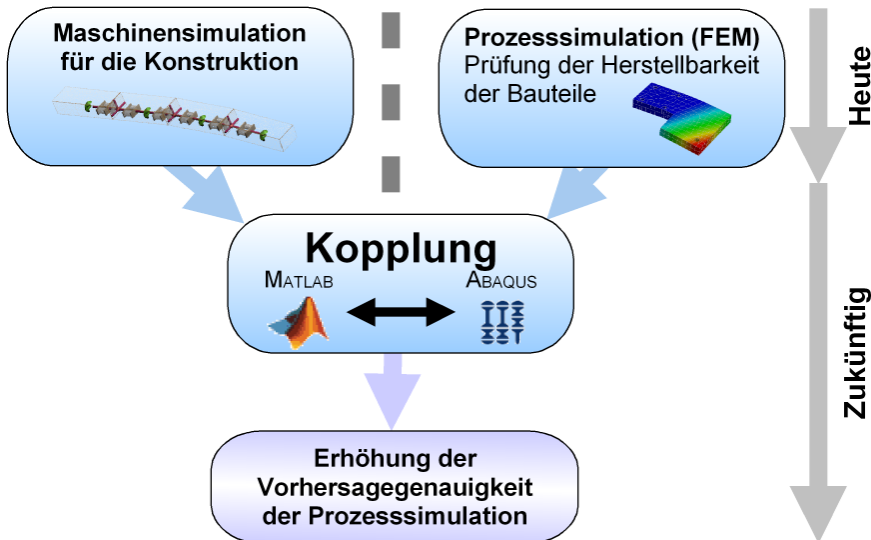 Maschinensimulation
für die Konstruktion
Prozesssimulation (FEM)
Prüfung der Herstellbarkeit
der Bauteile
Heute
Kopplung
MATLAB
ABAQUS
Zukünftig
Erhöhung der
Vorhersagegenauigkeit
der Prozesssimulation